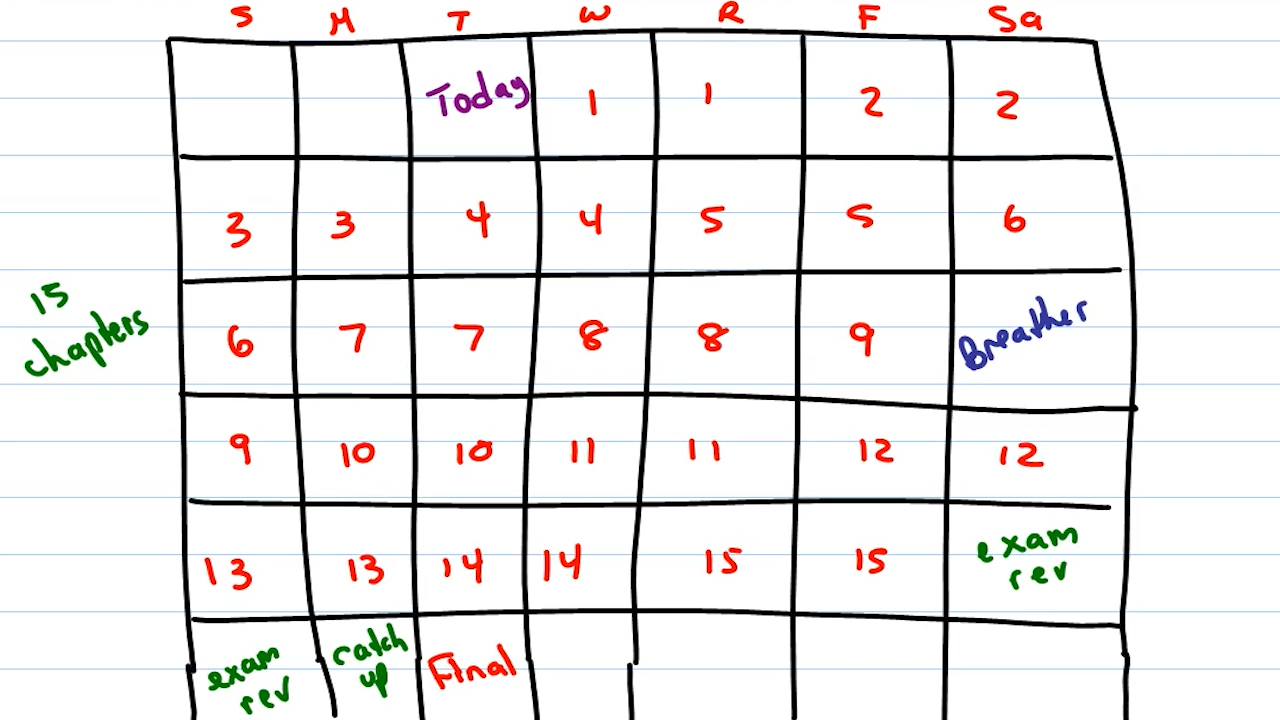 S M T W R F Sa
Today 1 1 2 2
3 3 4 4 5 5 6
15
chapters
6 7 7 8 8 9 Breather
9 10 10 11 11 12 12
13 13 14 14 15 15 exam
rev
exam
rev
catch
up
Final